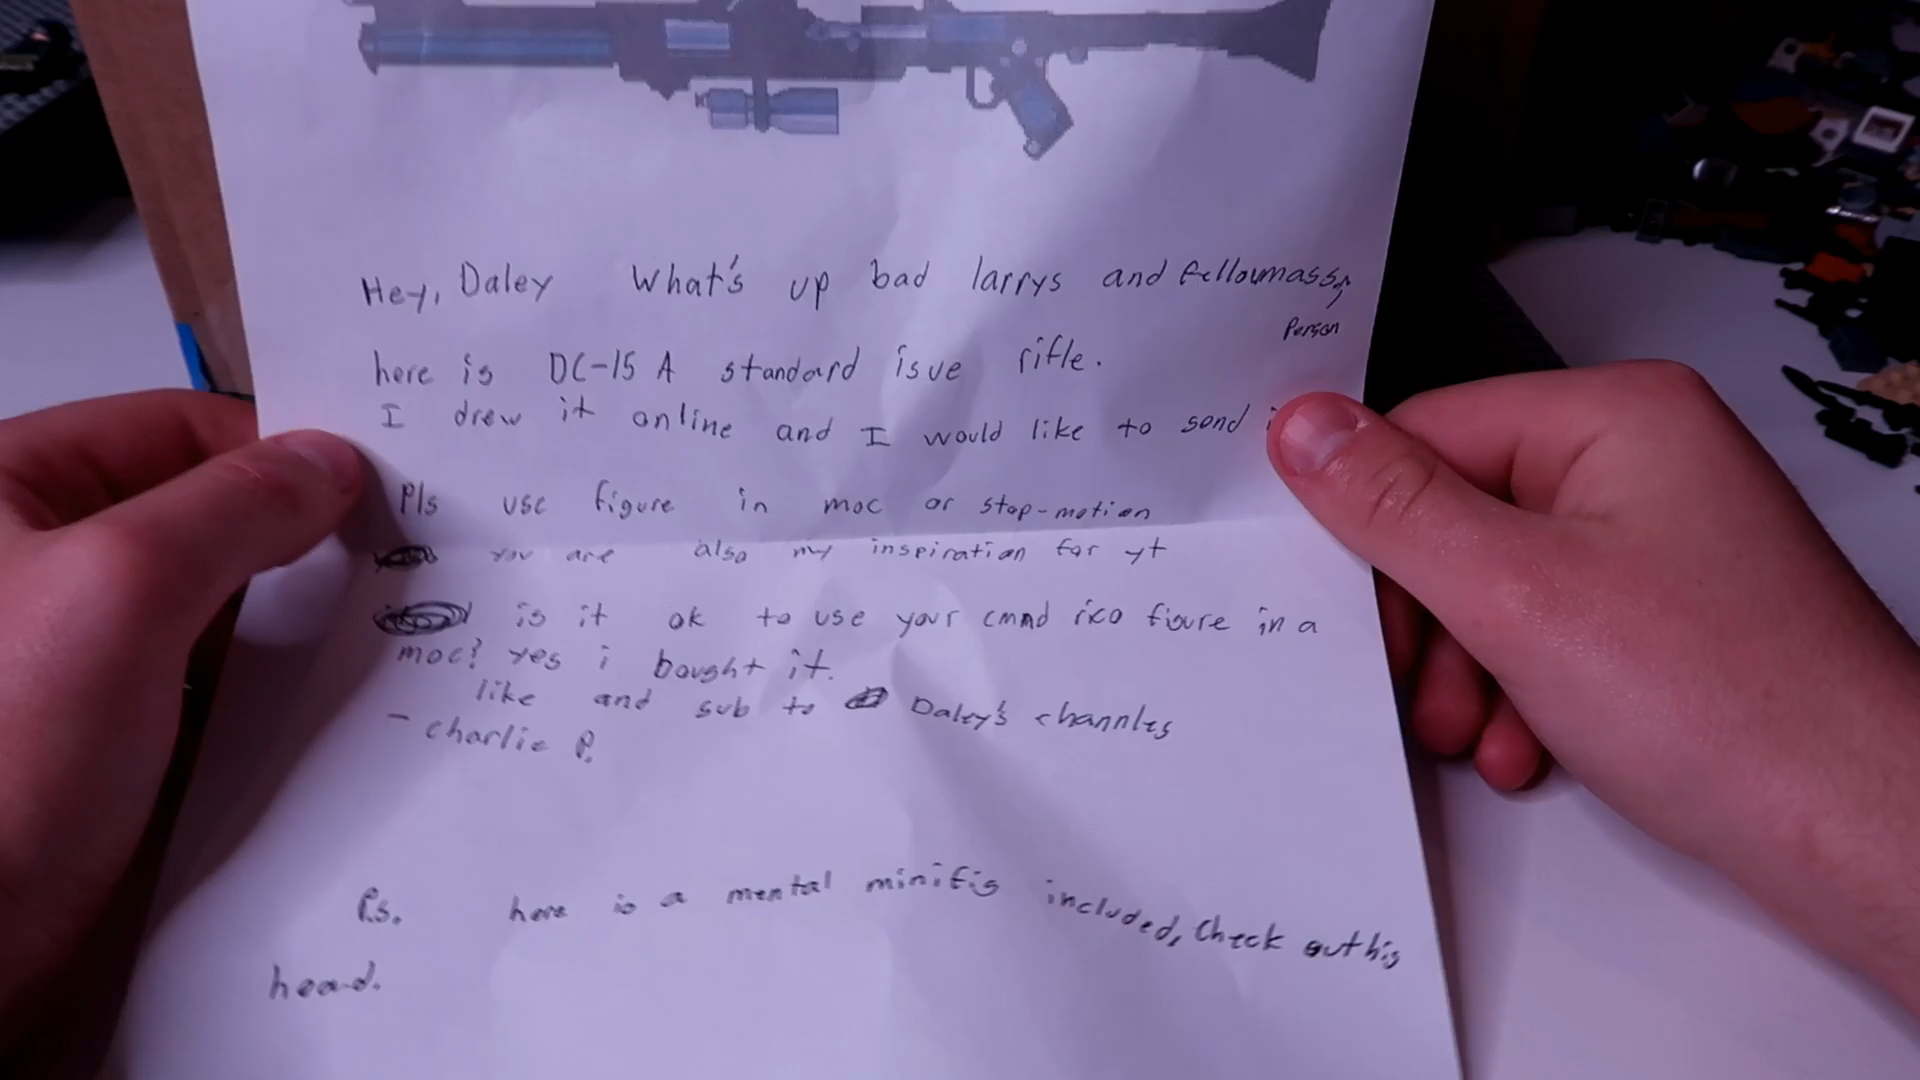 Hey, Daley What's up bad larrys and fellowmass,
Person
here is DC-15 A standard isue rifle.
I drew it online and I would like to send
Pls use figure in moc or stop-motion
you are also my inspiration for yt
is it ok to use your cmnd rico figure in a
moc? yes i bought it.
like and sub to Daley's channles
- charlie P.
P.s. here is a mental minifig included, Check out his
head.